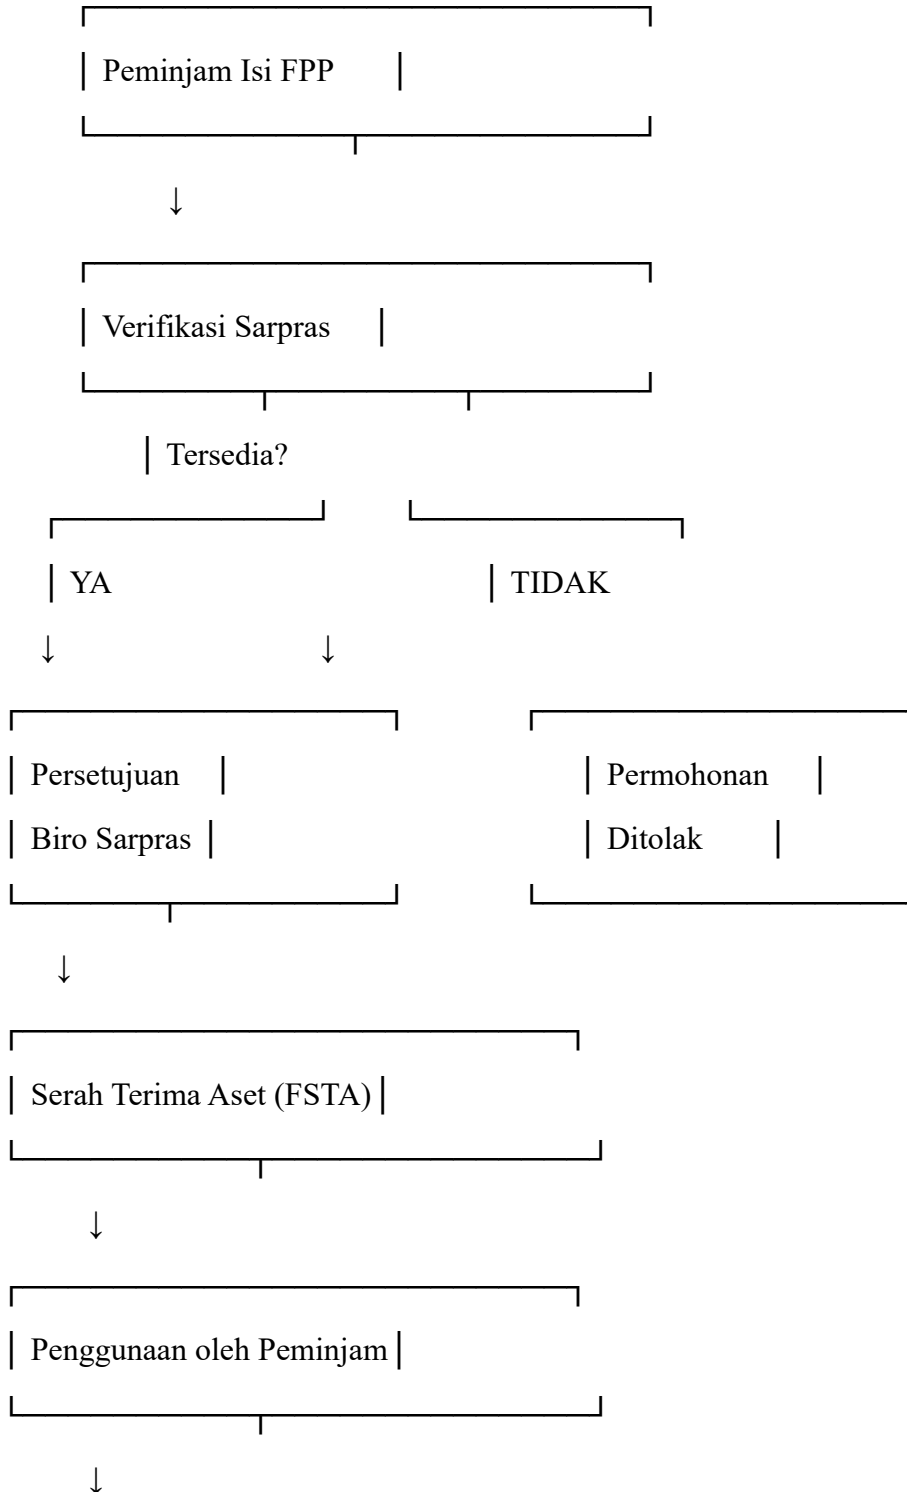 Peminjam Isi FPP
↓
Verifikasi Sarpras
Tersedia?
YA TIDAK
↓ ↓
Persetujuan Permohonan
Biro Sarpras Ditolak
↓
Serah Terima Aset (FSTA)
↓
Penggunaan oleh Peminjam
↓